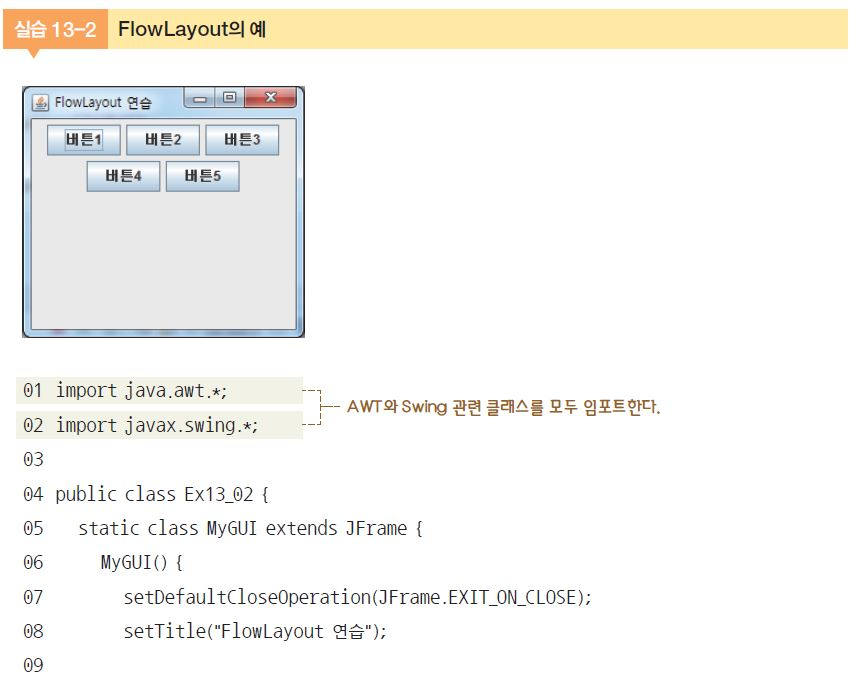 실습 13-2 FlowLayout의 예
FlowLayout 연습
버튼1 버튼2 버튼3
버튼4 버튼5
01 import java.awt.*;
AWT와 Swing 관련 클래스를 모두 임포트한다.
02 import javax.swing.*;
03
04 public class Ex13_02 {
05 static class MyGUI extends JFrame {
06 MyGUI() {
07 setDefaultCloseOperation(JFrame.EXIT_ON_CLOSE);
08 setTitle("FlowLayout 연습");
09